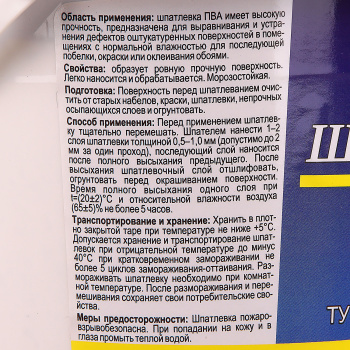 Область применения: шпатлевка ПВА имеет высокую
прочность, предназначена для выравнивания и устра-
нения дефектов оштукатуренных поверхностей в поме-
щениях с нормальной влажностью для последующей
побелки, окраски или оклеивания обоями.
Свойства: образует ровную прочную поверхность.
Легко наносится и обрабатывается. Морозостойкая.
Подготовка: Поверхность перед шпатлеванием очис-
тить от старых набелов, краски, шпатлевки, непрочных
осыпающихся слоев и огрунтовать.
Способ применения: Перед применением шпатлев-
ку тщательно перемешать. Шпателем нанести 1–2
слоя шпатлевки толщиной 0,5–1,0 мм (допустимо до 2
мм за один проход), последующий слой наносится
после полного высыхания предыдущего. После
высыхания шпатлевочный слой отшлифовать,
огрунтовать перед окрашиванием поверхности.
Время полного высыхания одного слоя при
t=(20±2)°C и относительной влажности воздуха
(65±5)% не более 5 часов.
Транспортирование и хранение: Хранить в плот-
но закрытой таре при температуре не ниже +5°C.
Допускается хранение и транспортирование шпат-
левок при отрицательной температуре до минус
40°C при кратковременном замораживании не
более 5 циклов замораживания-оттаивания. Раз-
мораживать шпатлевку необходимо при комнат-
ной температуре. После размораживания и пере-
мешивания сохраняет свои потребительские свой-
ства.
Меры предосторожности: Шпатлевка пожаро-
взрывобезопасна. При попадании на кожу и в
глаза промыть теплой водой.
Ш
ТУ